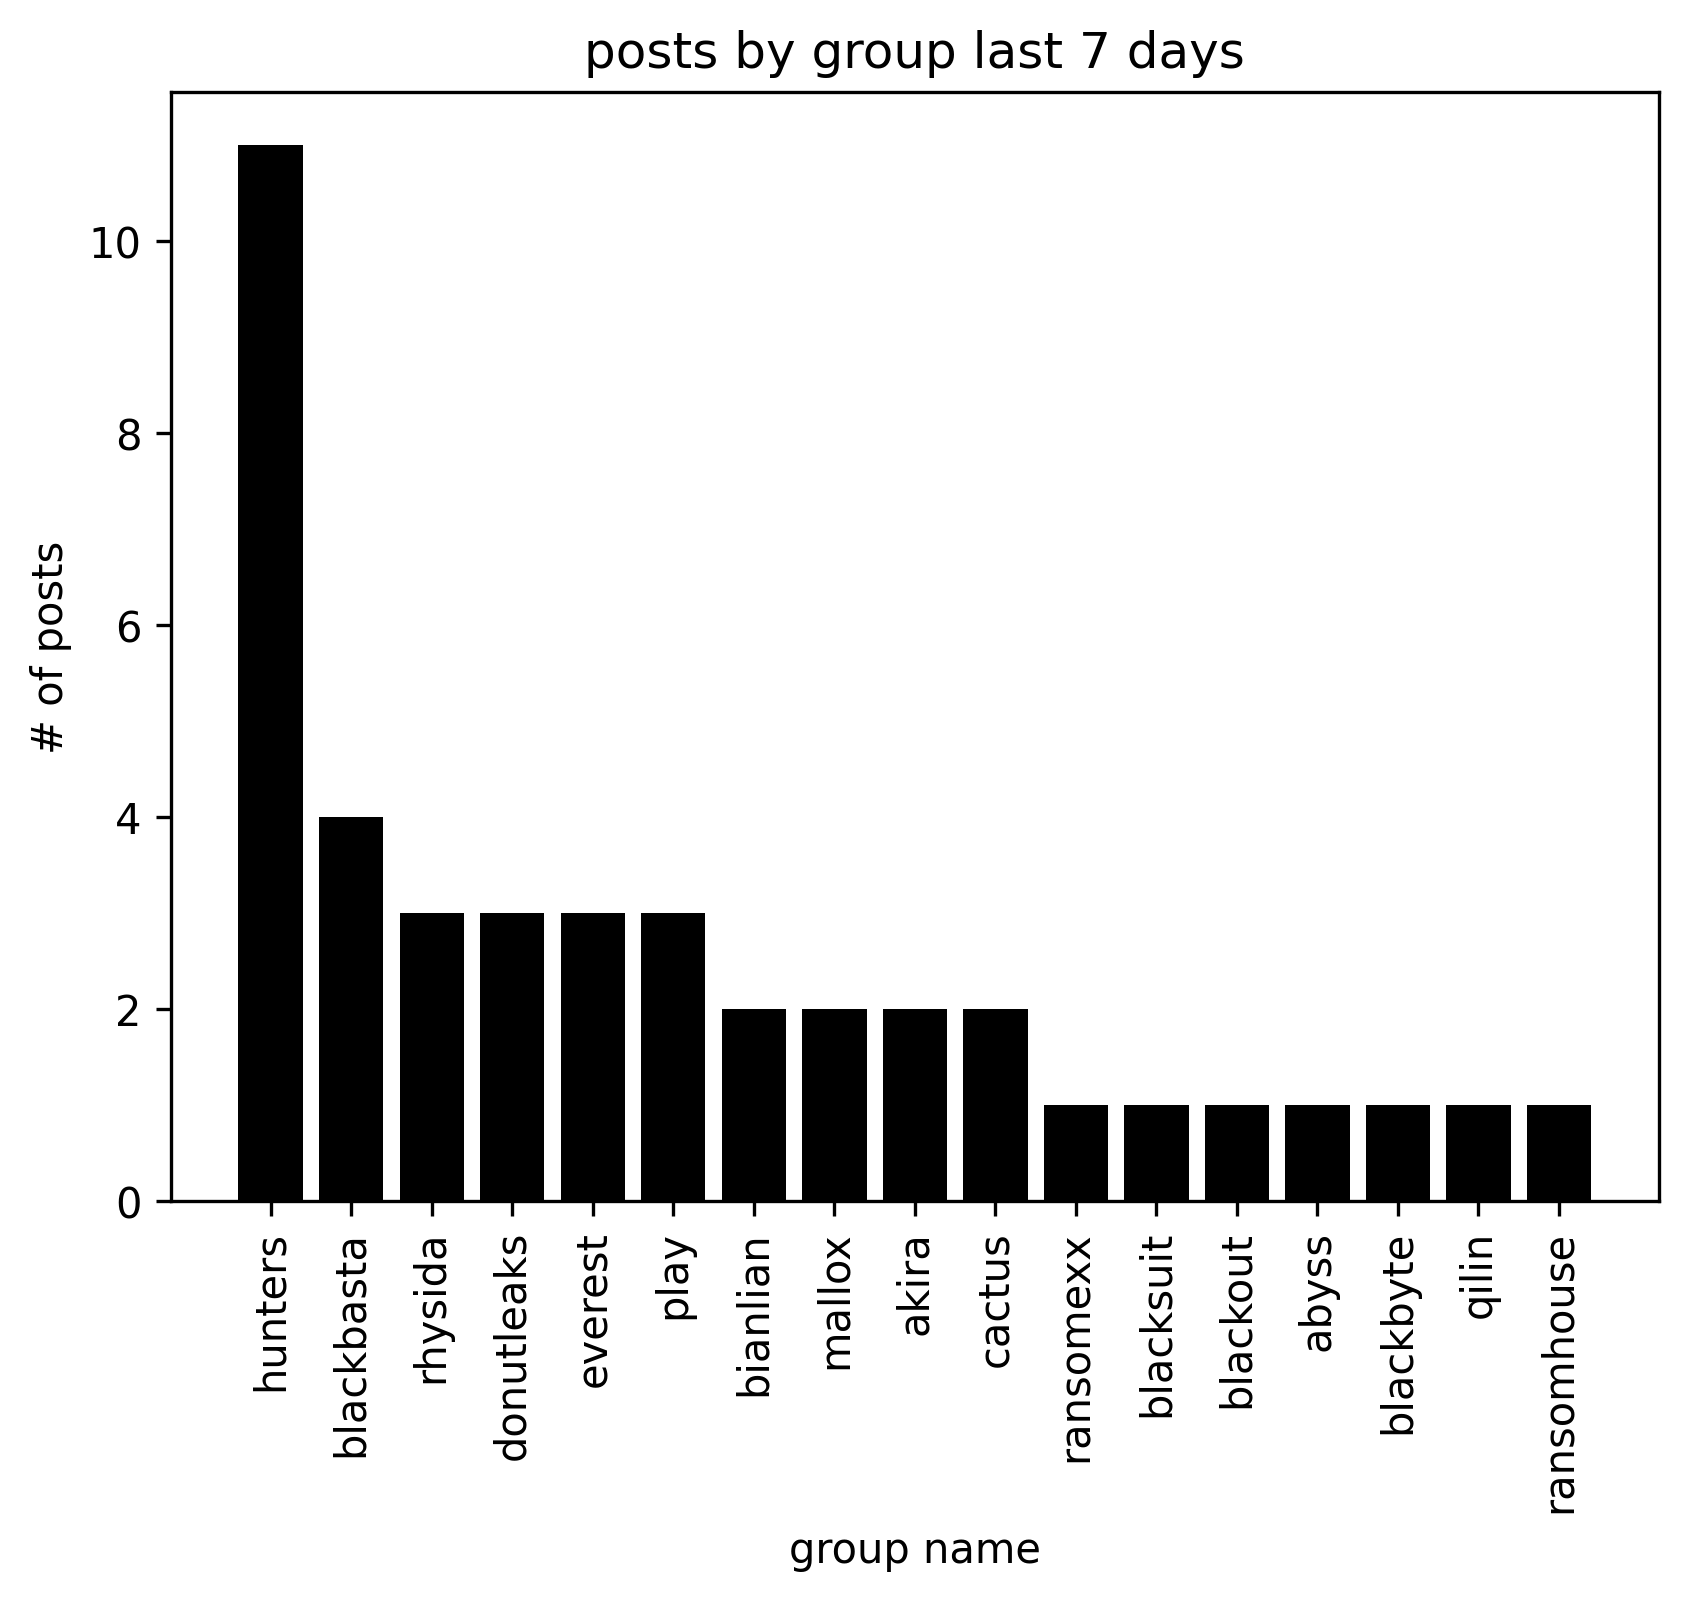 posts by group last 7 days
# of posts
10
8
6
4
2
0
hunters
blackbasta
rhysida
donutleaks
everest
play
bianlian
mallox
akira
cactus
ransomexx
blacksuit
blackout
abyss
blackbyte
qilin
ransomhouse
group name